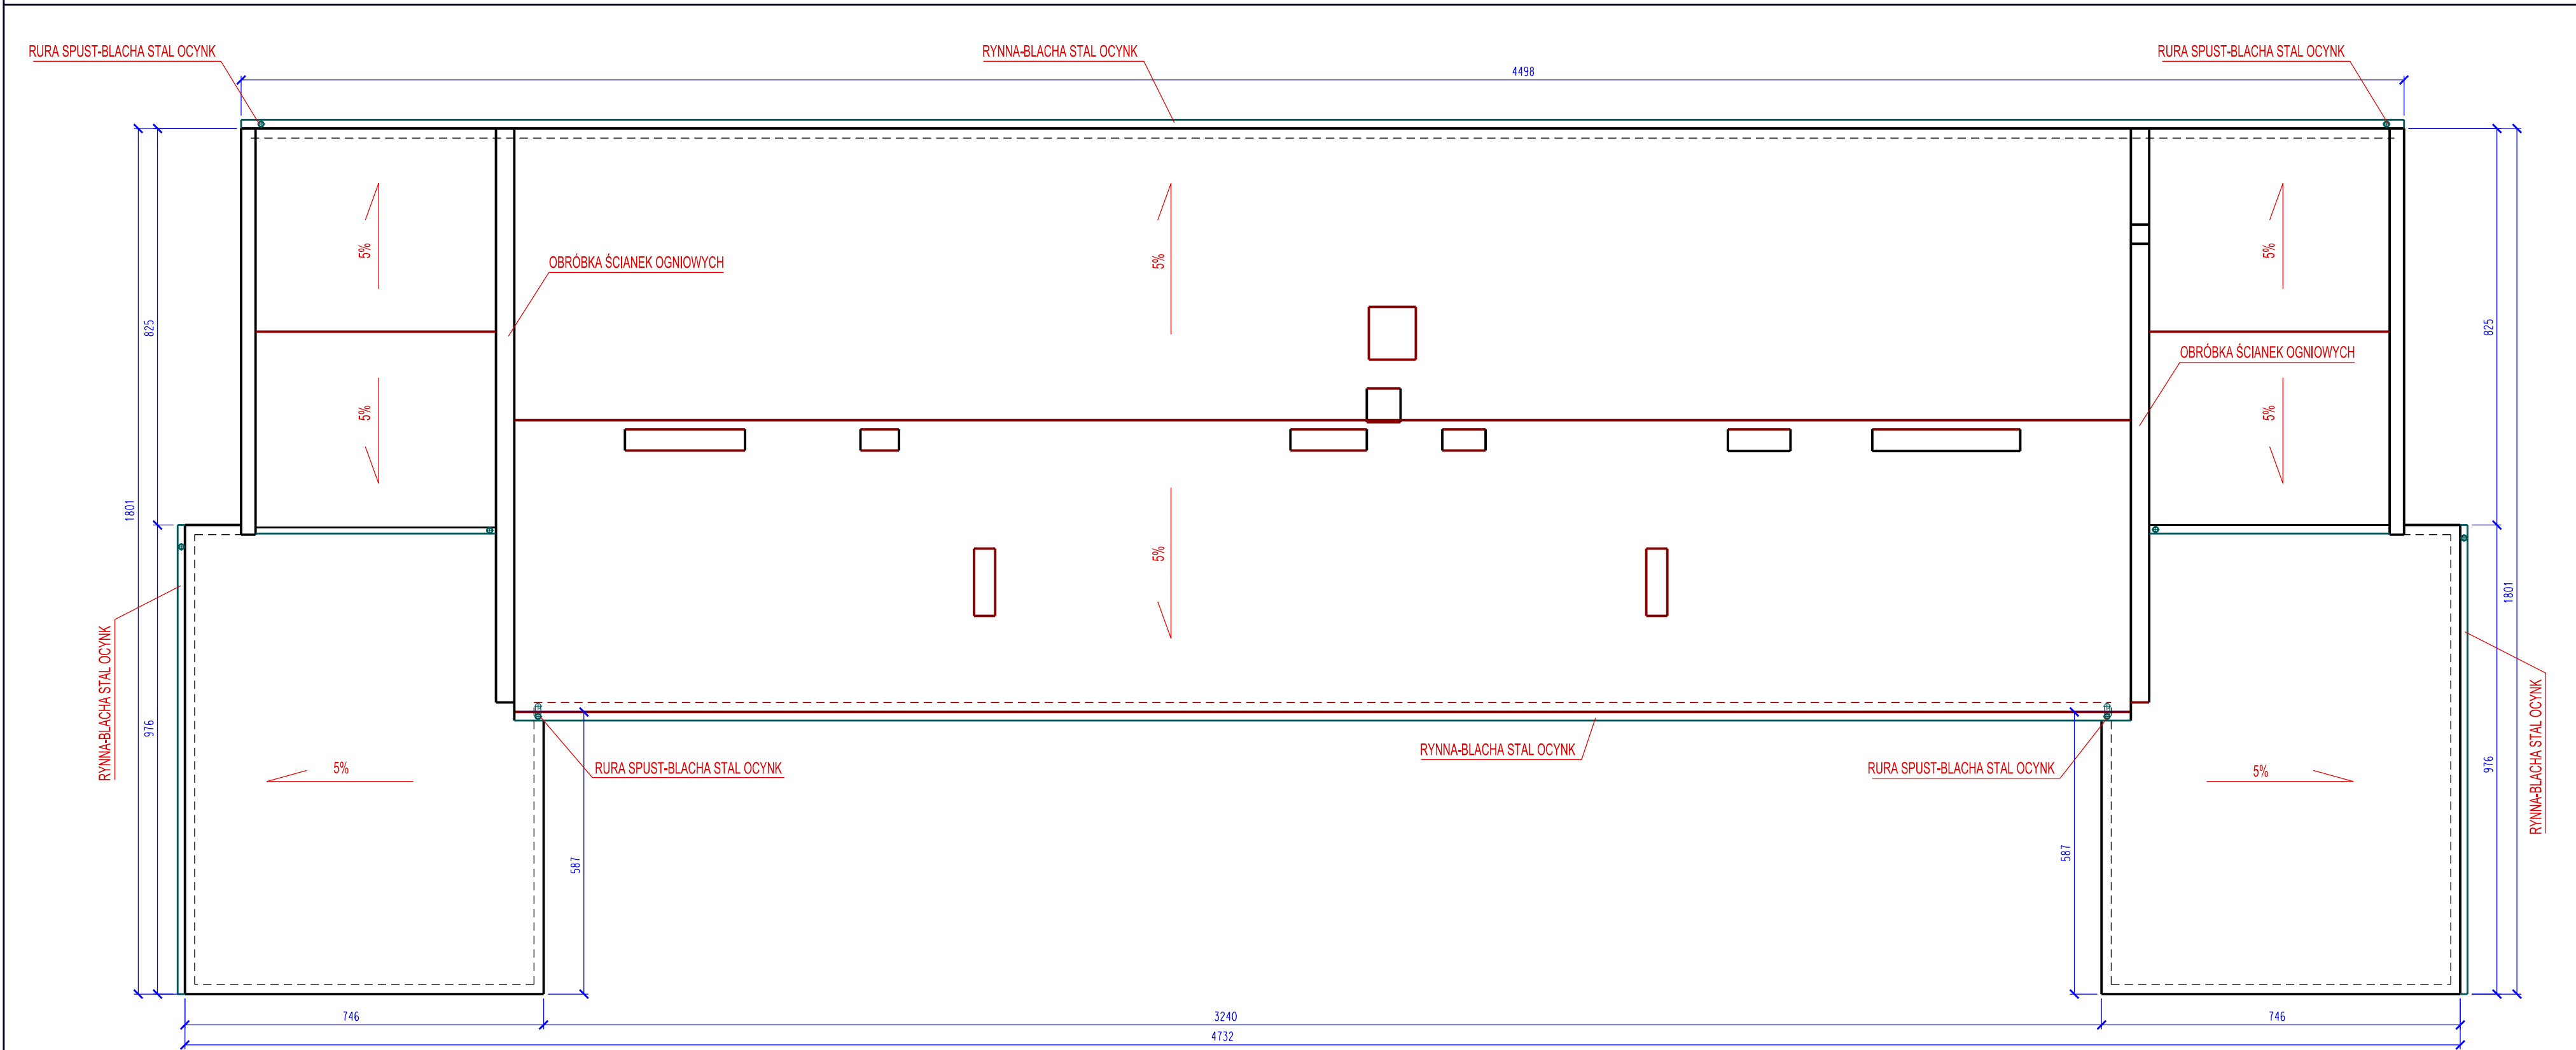 RURA SPUST-BLACHA STAL OCYNK
RYNNA-BLACHA STAL OCYNK
RURA SPUST-BLACHA STAL OCYNK
4498
5%
5%
5%
OBRÓBKA ŚCIANEK OGNIOWYCH
825
825
OBRÓBKA ŚCIANEK OGNIOWYCH
5%
5%
1801
5%
1801
RYNNA-BLACHA STAL OCYNK
976
RYNNA-BLACHA STAL OCYNK
976
RYNNA-BLACHA STAL OCYNK
5%
RURA SPUST-BLACHA STAL OCYNK
RURA SPUST-BLACHA STAL OCYNK
5%
587
587
746
3240
746
4732